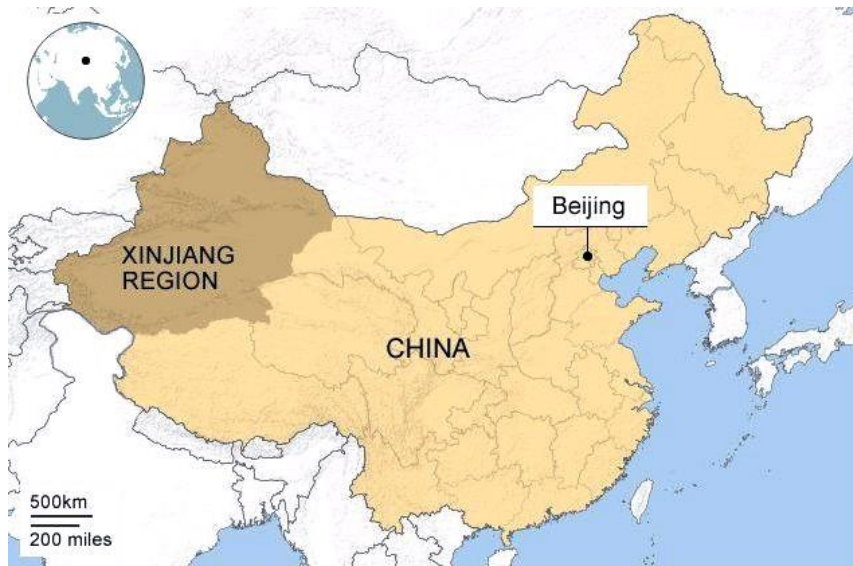 Beijing
XINJIANG
REGION
CHINA
500km
200 miles